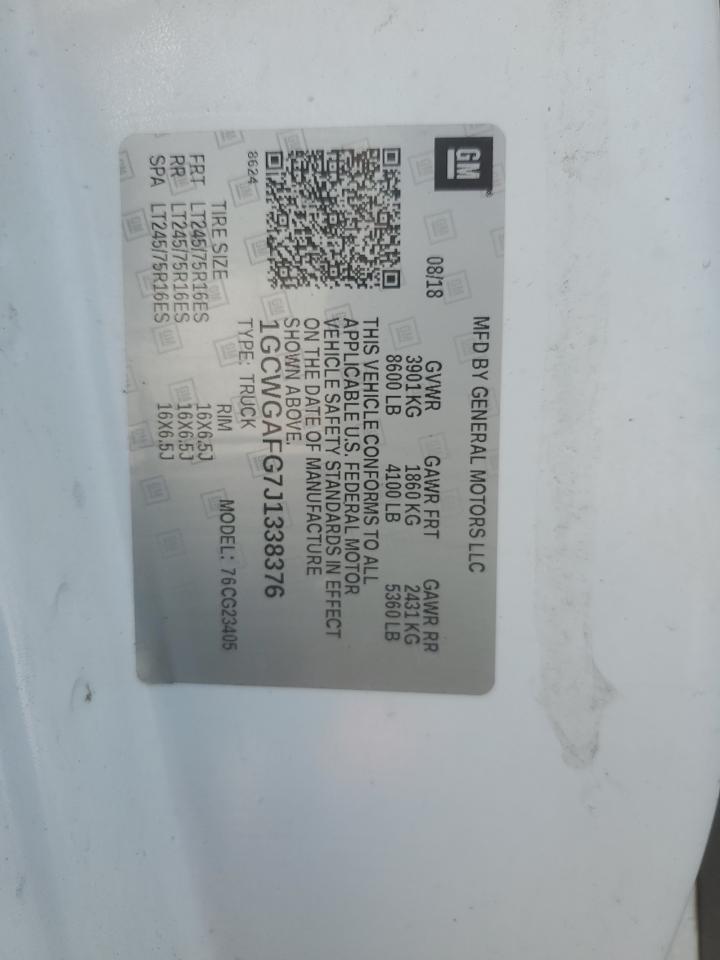 GM
MFD BY GENERAL MOTORS LLC
08/18 GVWR GAWR FRT GAWR RR
3901 KG 1860 KG 2431 KG
8600 LB 4100 LB 5360 LB
THIS VEHICLE CONFORMS TO ALL
APPLICABLE U.S. FEDERAL MOTOR
VEHICLE SAFETY STANDARDS IN EFFECT
ON THE DATE OF MANUFACTURE
SHOWN ABOVE.
1GCWGAFG7J1338376
8624
TYPE: TRUCK MODEL: 76CG23405
TIRE SIZE RIM
FRT LT245/75R16ES 16X6.5J
RR LT245/75R16ES 16X6.5J
SPA LT245/75R16ES 16X6.5J